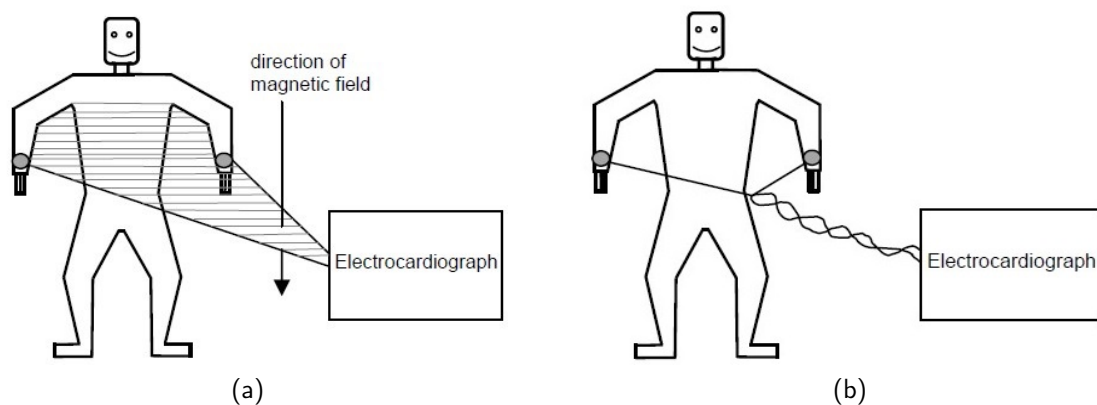 direction of
magnetic field
Electrocardiograph
Electrocardiograph
(a)
(b)